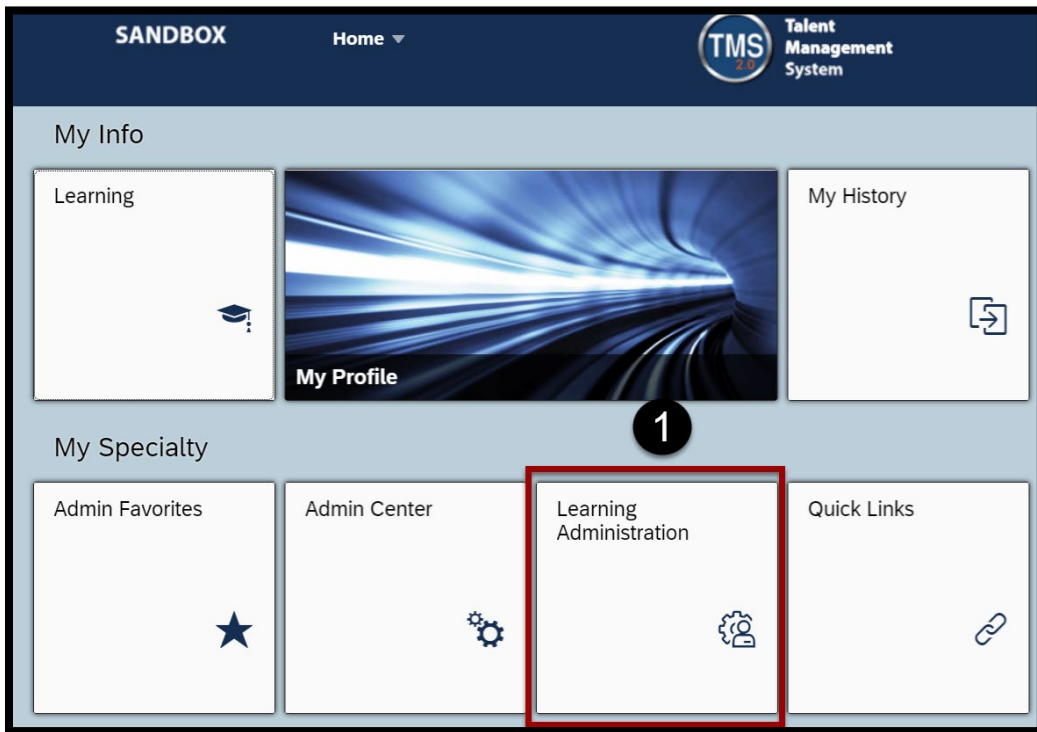 SANDBOX
Home
TMS
2.0
Talent
Management
System
My Info
Learning
My Profile
My History
1
My Specialty
Admin Favorites
Admin Center
Learning
Administration
Quick Links